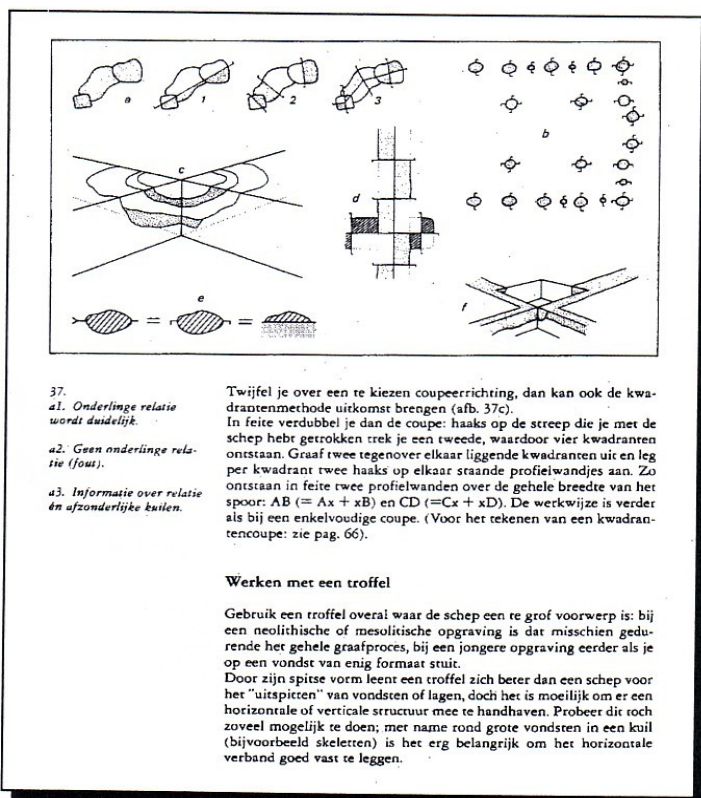 a
1
2
3
b
c
d
e
f
37.
a1. Onderlinge relatie
wordt duidelijk.
a2. Geen onderlinge rela-
tie (fout).
a3. Informatie over relatie
èn afzonderlijke kuilen.
Twijfel je over een te kiezen coupeerrichting, dan kan ook de kwa-
drantenmethode uitkomst brengen (afb. 37c).
In feite verdubbel je dan de coupe: haaks op de streep die je met de
schep hebt getrokken trek je een tweede, waardoor vier kwadranten
ontstaan. Graaf twee tegenover elkaar liggende kwadranten uit en leg
per kwadrant twee haaks op elkaar staande profielwandjes aan. Zo
ontstaan in feite twee profielwanden over de gehele breedte van het
spoor: AB (= Ax + xB) en CD (=Cx + xD). De werkwijze is verder
als bij een enkelvoudige coupe. (Voor het tekenen van een kwadran-
tencoupe: zie pag. 66).
Werken met een troffel
Gebruik een troffel overal waar de schep een te grof voorwerp is: bij
een neolithische of mesolitische opgraving is dat misschien gedu-
rende het gehele graafproces, bij een jongere opgraving eerder als je
op een vondst van enig formaat stuit.
Door zijn spitse vorm leent een troffel zich beter dan een schep voor
het "uitspitten" van vondsten of lagen, doch het is moeilijk om er een
horizontale of verticale structuur mee te handhaven. Probeer dit toch
zoveel mogelijk te doen; met name rond grote vondsten in een kuil
(bijvoorbeeld skeletten) is het erg belangrijk om het horizontale
verband goed vast te leggen.